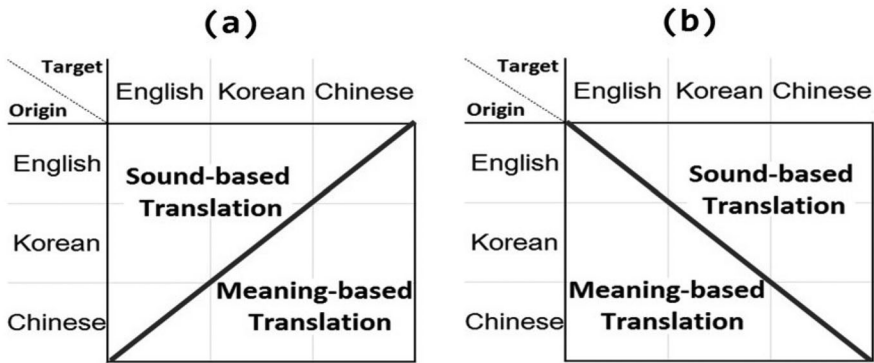 (a)
Target
Origin
English Korean Chinese
English
Korean
Chinese
Sound-based
Translation
Meaning-based
Translation
(b)
Target
Origin
English Korean Chinese
English
Korean
Chinese
Sound-based
Translation
Meaning-based
Translation